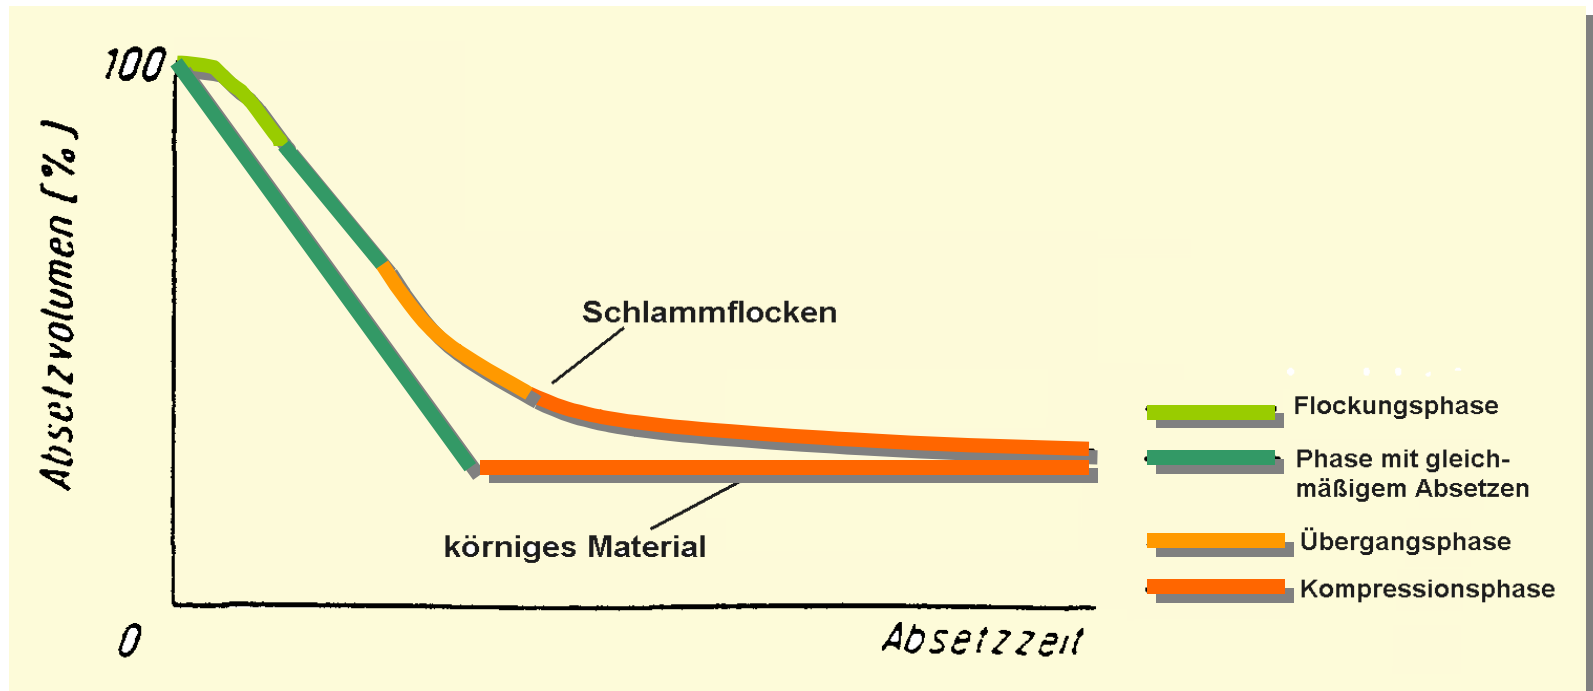 100
Absetzvolumen [%]
Schlammflocken
körniges Material
0
Absetzzeit
Flockungsphase
Phase mit gleich-
mäßigem Absetzen
Übergangsphase
Kompressionsphase